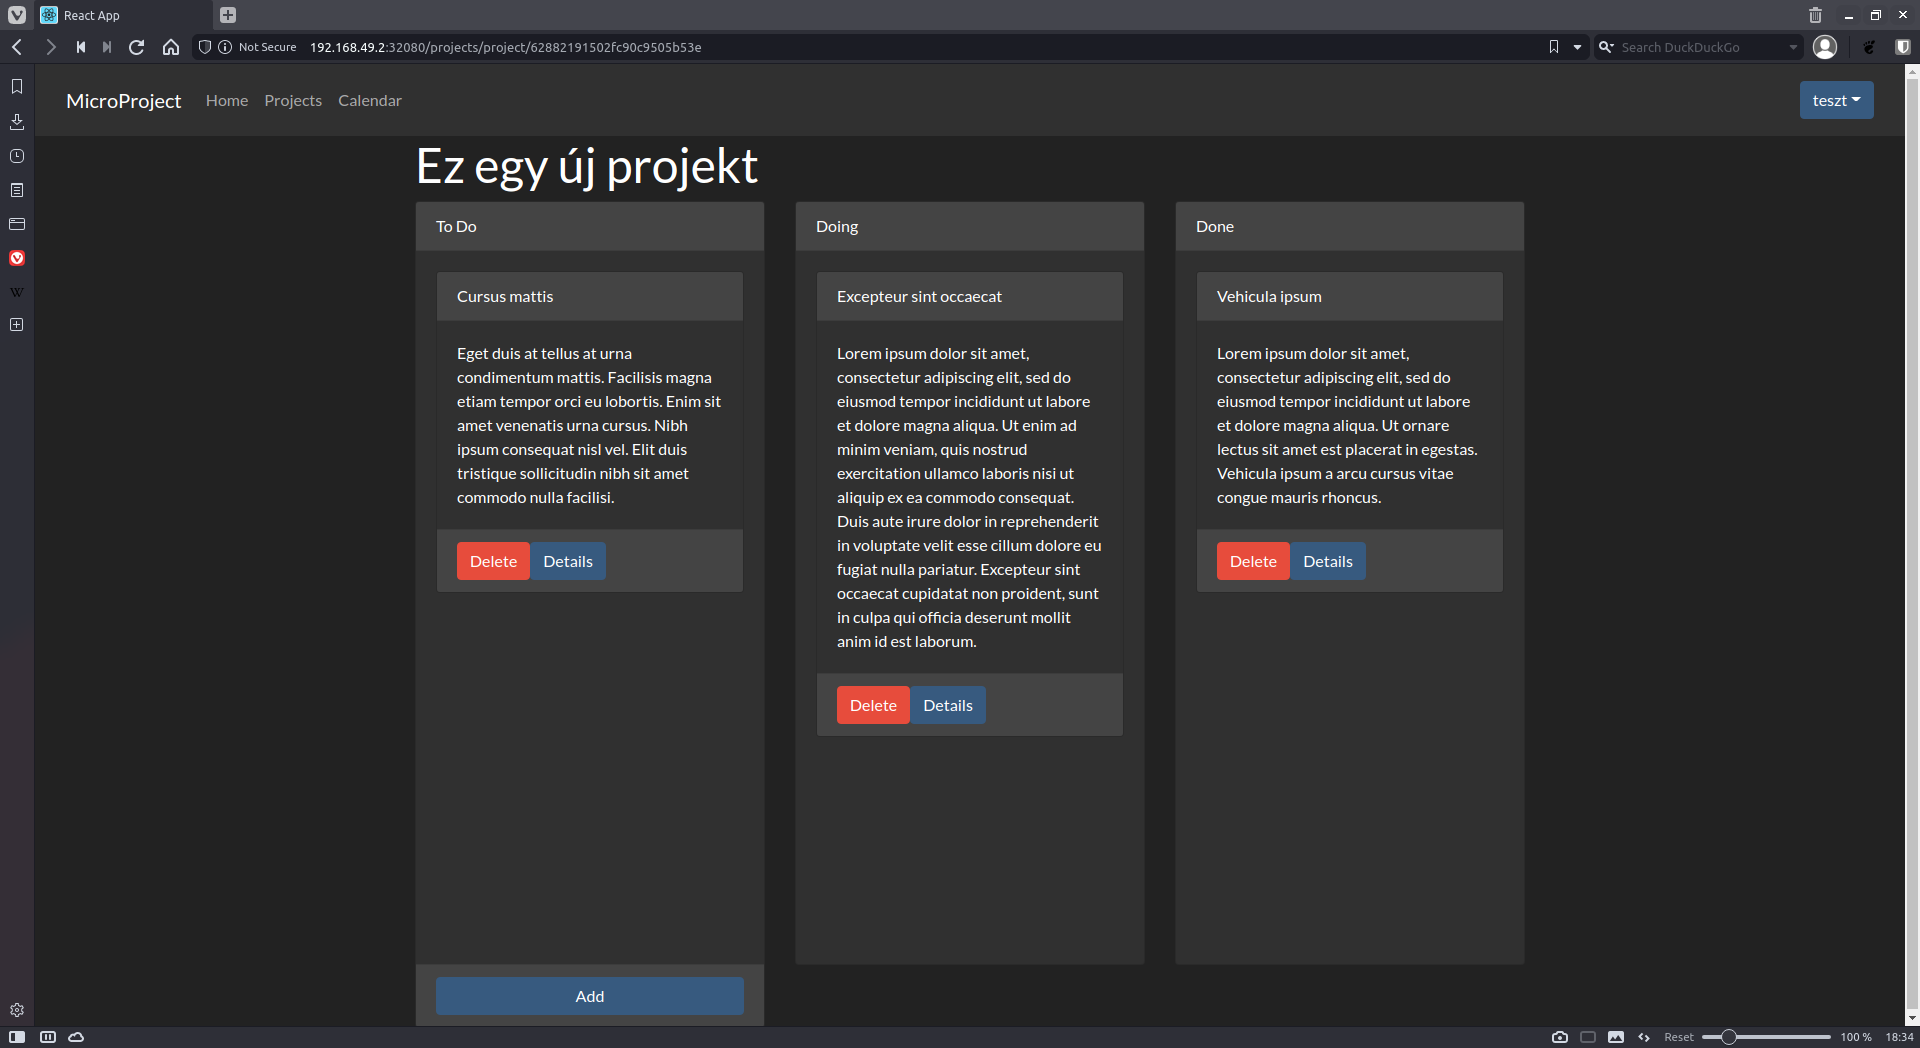 React App
Not Secure 192.168.49.2:32080/projects/project/62882191502fc90c9505b53e
Search DuckDuckGo
MicroProject Home Projects Calendar
teszt
Ez egy új projekt
To Do
Cursus mattis
Eget duis at tellus at urna
condimentum mattis. Facilisis magna
etiam tempor orci eu lobortis. Enim sit
amet venenatis urna cursus. Nibh
ipsum consequat nisl vel. Elit duis
tristique sollicitudin nibh sit amet
commodo nulla facilisi.
Delete Details
Add
Doing
Excepteur sint occaecat
Lorem ipsum dolor sit amet,
consectetur adipiscing elit, sed do
eiusmod tempor incididunt ut labore
et dolore magna aliqua. Ut enim ad
minim veniam, quis nostrud
exercitation ullamco laboris nisi ut
aliquip ex ea commodo consequat.
Duis aute irure dolor in reprehenderit
in voluptate velit esse cillum dolore eu
fugiat nulla pariatur. Excepteur sint
occaecat cupidatat non proident, sunt
in culpa qui officia deserunt mollit
anim id est laborum.
Delete Details
Done
Vehicula ipsum
Lorem ipsum dolor sit amet,
consectetur adipiscing elit, sed do
eiusmod tempor incididunt ut labore
et dolore magna aliqua. Ut ornare
lectus sit amet est placerat in egestas.
Vehicula ipsum a arcu cursus vitae
congue mauris rhoncus.
Delete Details
W
Reset 100 % 18:34